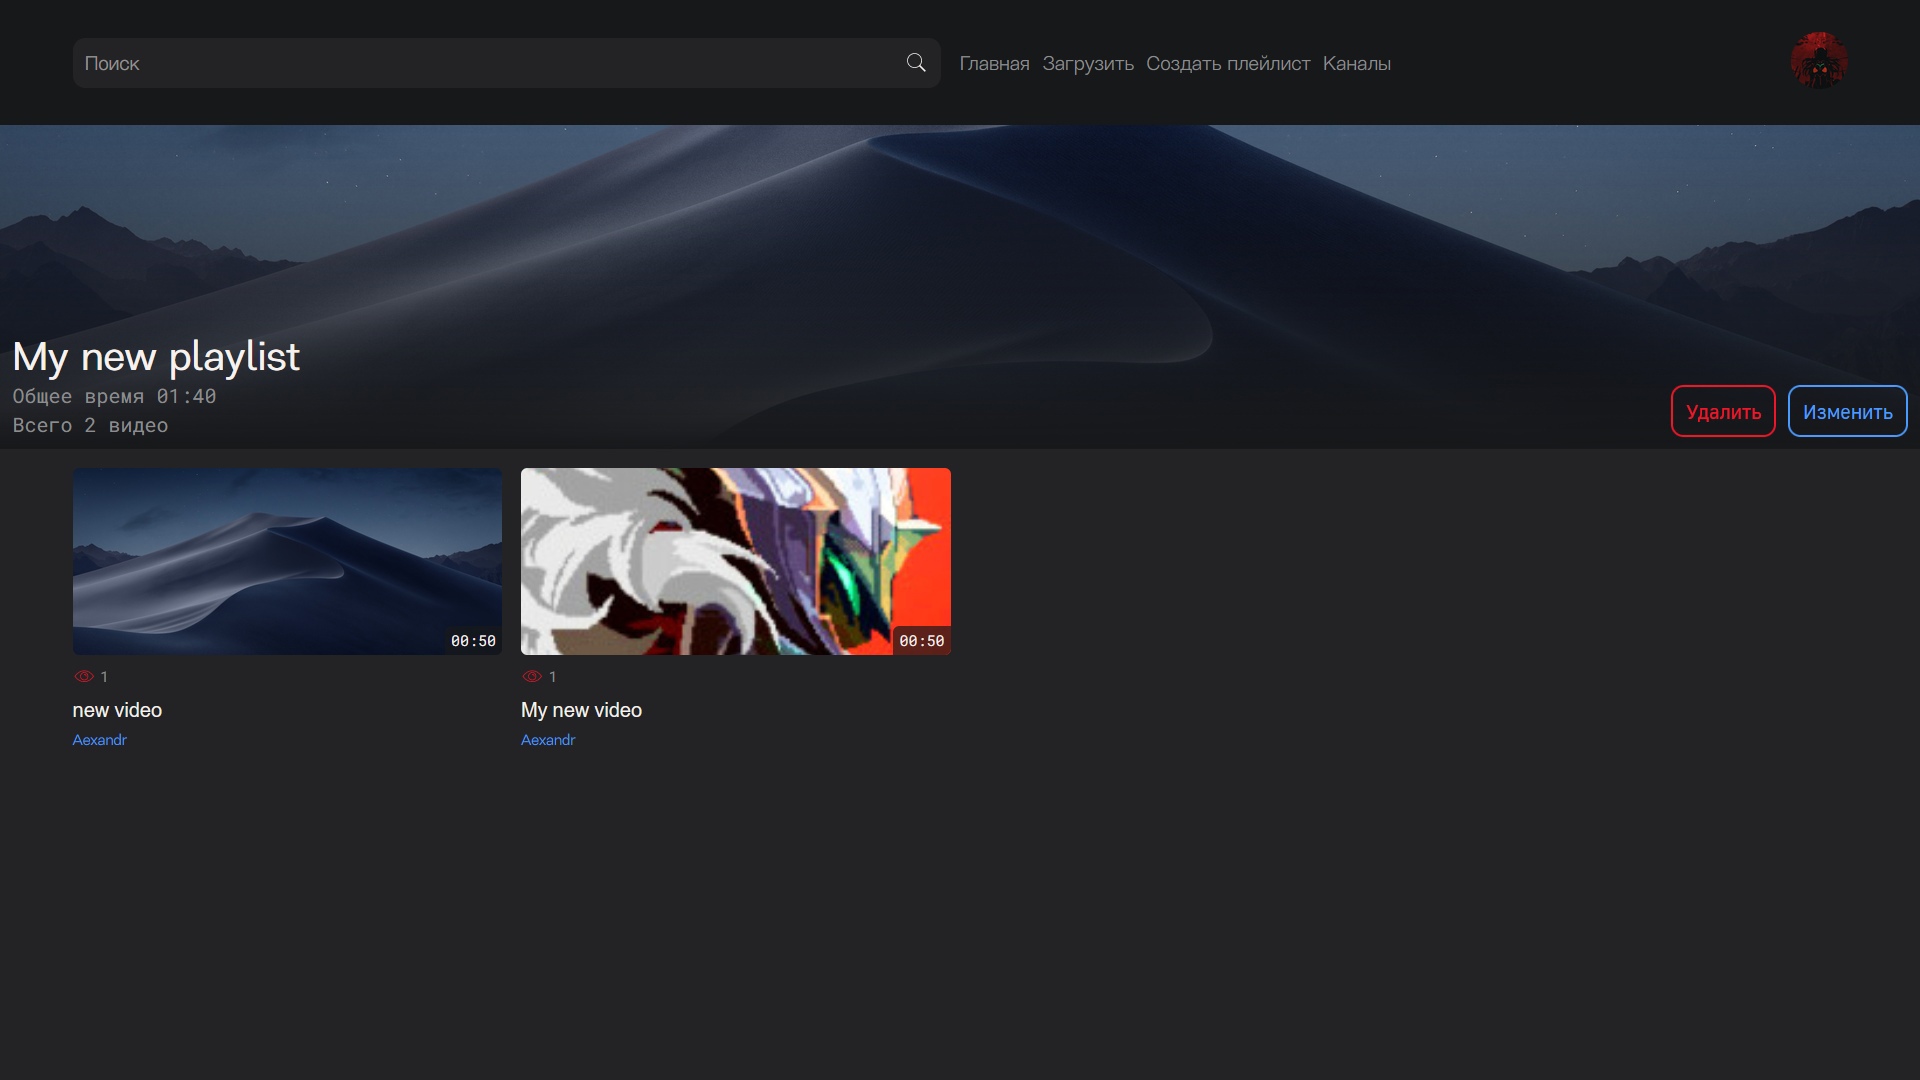 Поиск
Главная Загрузить Создать плейлист Каналы
My new playlist
Общее время 01:40
Всего 2 видео
Удалить Изменить
00:50
00:50
1
1
new video
My new video
Aexandr
Aexandr